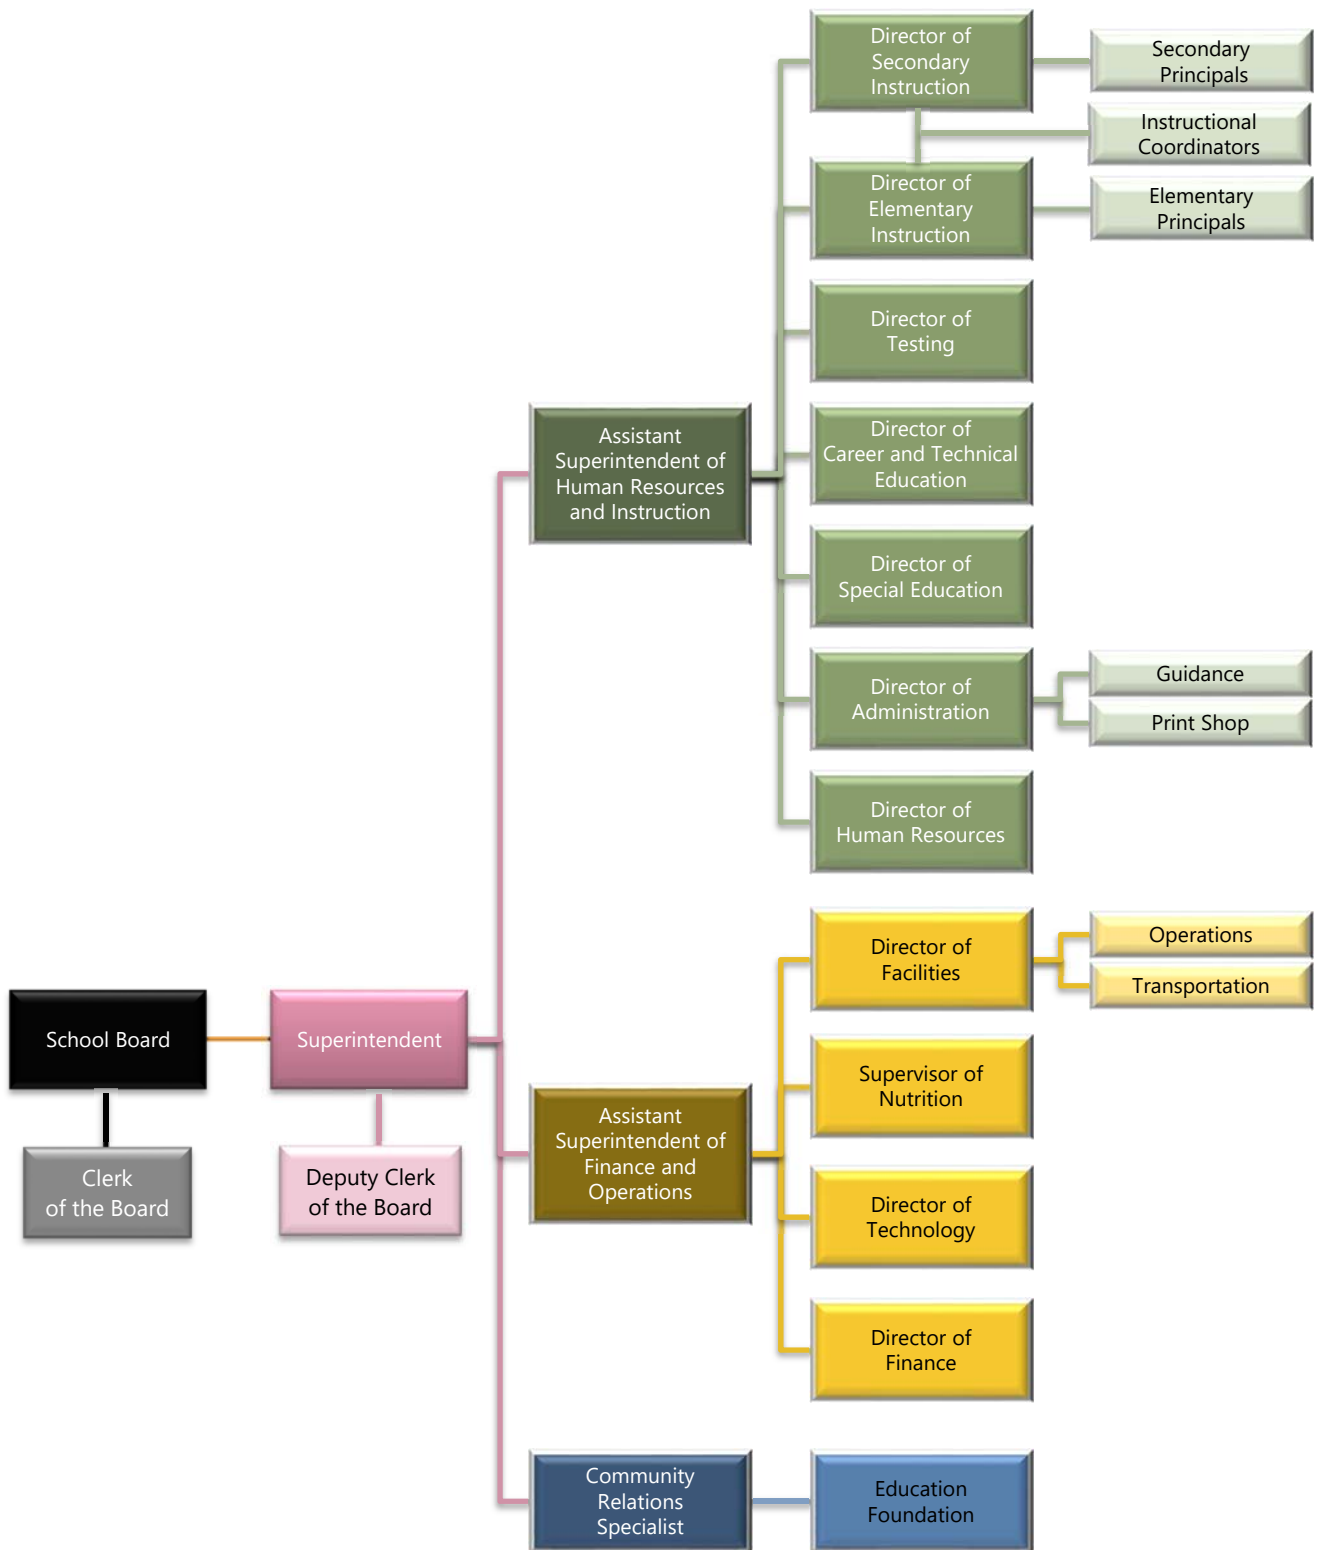 School Board
Clerk
of the Board
Superintendent
Deputy Clerk
of the Board
Assistant
Superintendent of
Human Resources
and Instruction
Director of
Secondary
Instruction
Secondary
Principals
Instructional
Coordinators
Director of
Elementary
Instruction
Elementary
Principals
Director of
Testing
Director of
Career and Technical
Education
Director of
Special Education
Director of
Administration
Guidance
Print Shop
Director of
Human Resources
Assistant
Superintendent of
Finance and
Operations
Director of
Facilities
Operations
Transportation
Supervisor of
Nutrition
Director of
Technology
Director of
Finance
Community
Relations
Specialist
Education
Foundation